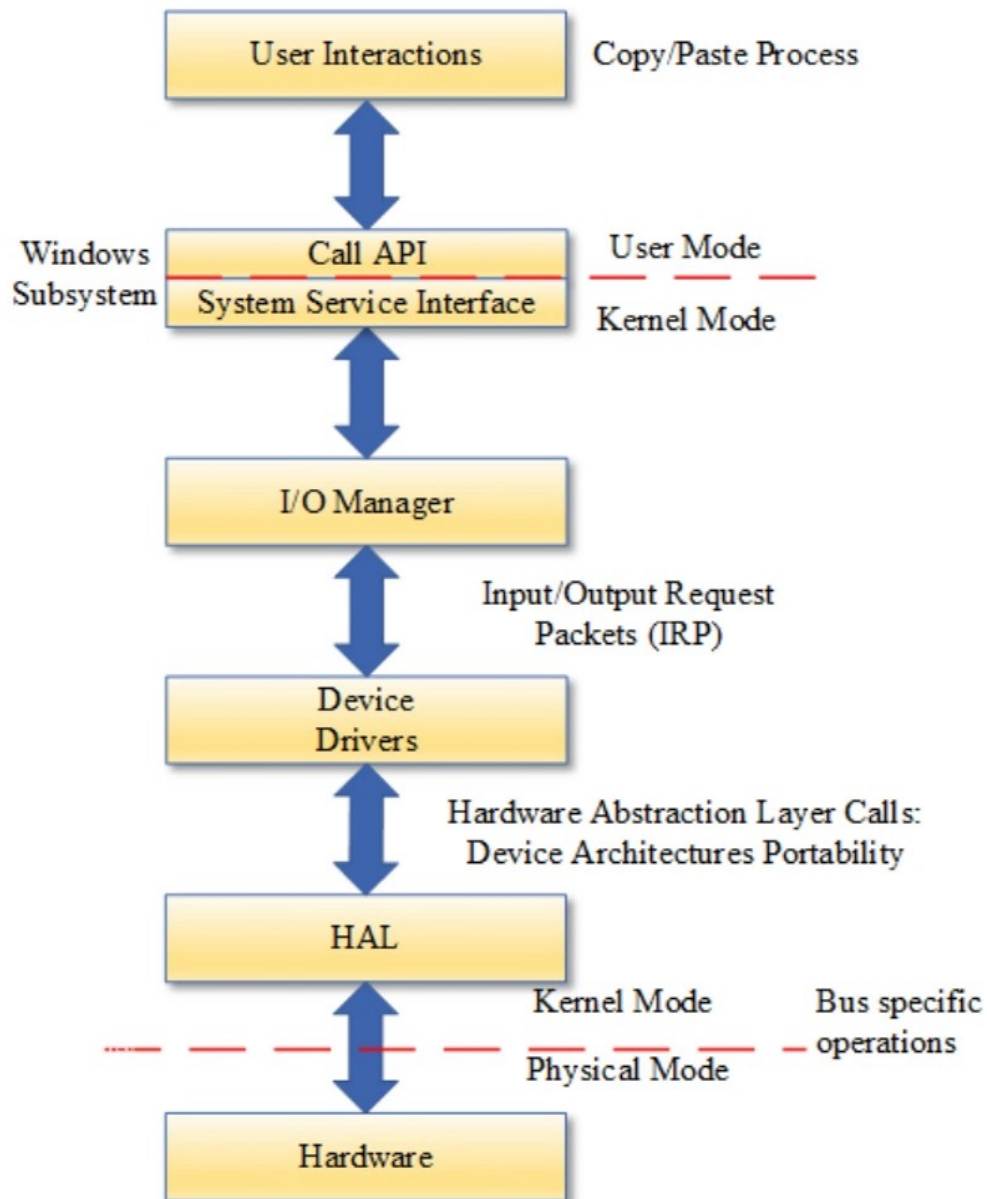 User Interactions
Copy/Paste Process
Windows
Subsystem
Call API
System Service Interface
User Mode
Kernel Mode
I/O Manager
Input/Output Request
Packets (IRP)
Device
Drivers
Hardware Abstraction Layer Calls:
Device Architectures Portability
HAL
Kernel Mode
Physical Mode
Bus specific
operations
Hardware